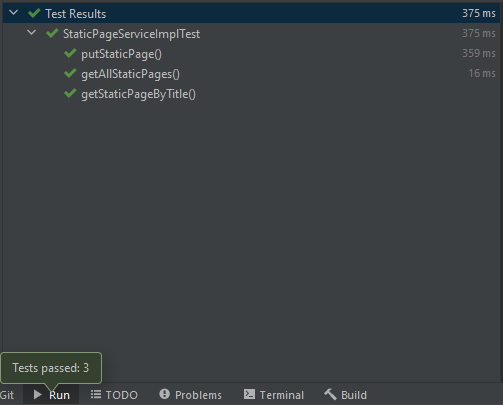 Test Results 375 ms
StaticPageServiceImplTest 375 ms
putStaticPage() 359 ms
getAllStaticPages() 16 ms
getStaticPageByTitle()
Tests passed: 3
Git Run TODO Problems Terminal Build